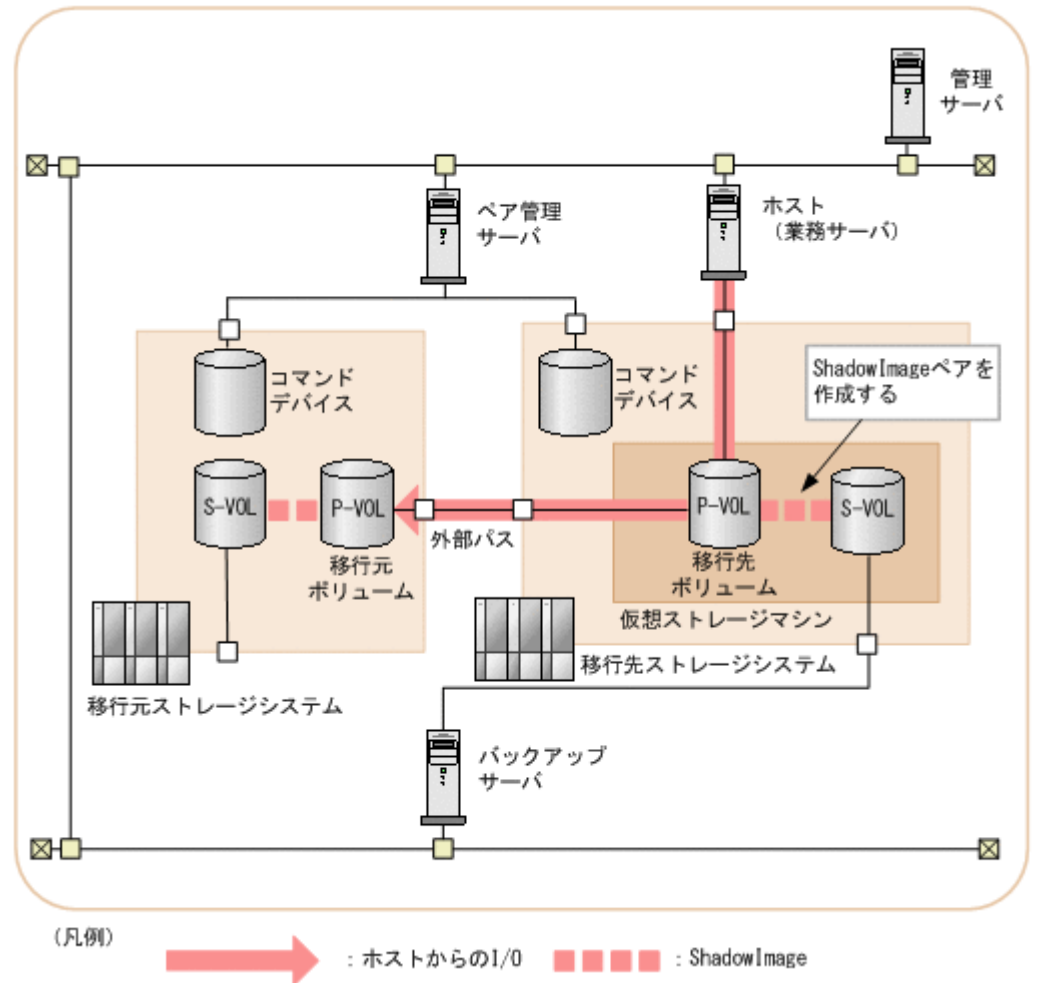 管理
サーバ
ペア管理
サーバ
ホスト
(業務サーバ)
コマンド
デバイス
コマンド
デバイス
ShadowImageペアを
作成する
S-VOL
P-VOL
P-VOL
S-VOL
外部パス
移行元
ボリューム
移行先
ボリューム
仮想ストレージマシン
移行先ストレージシステム
移行元ストレージシステム
バックアップ
サーバ
(凡例)
:ホストからのI/O
:ShadowImage